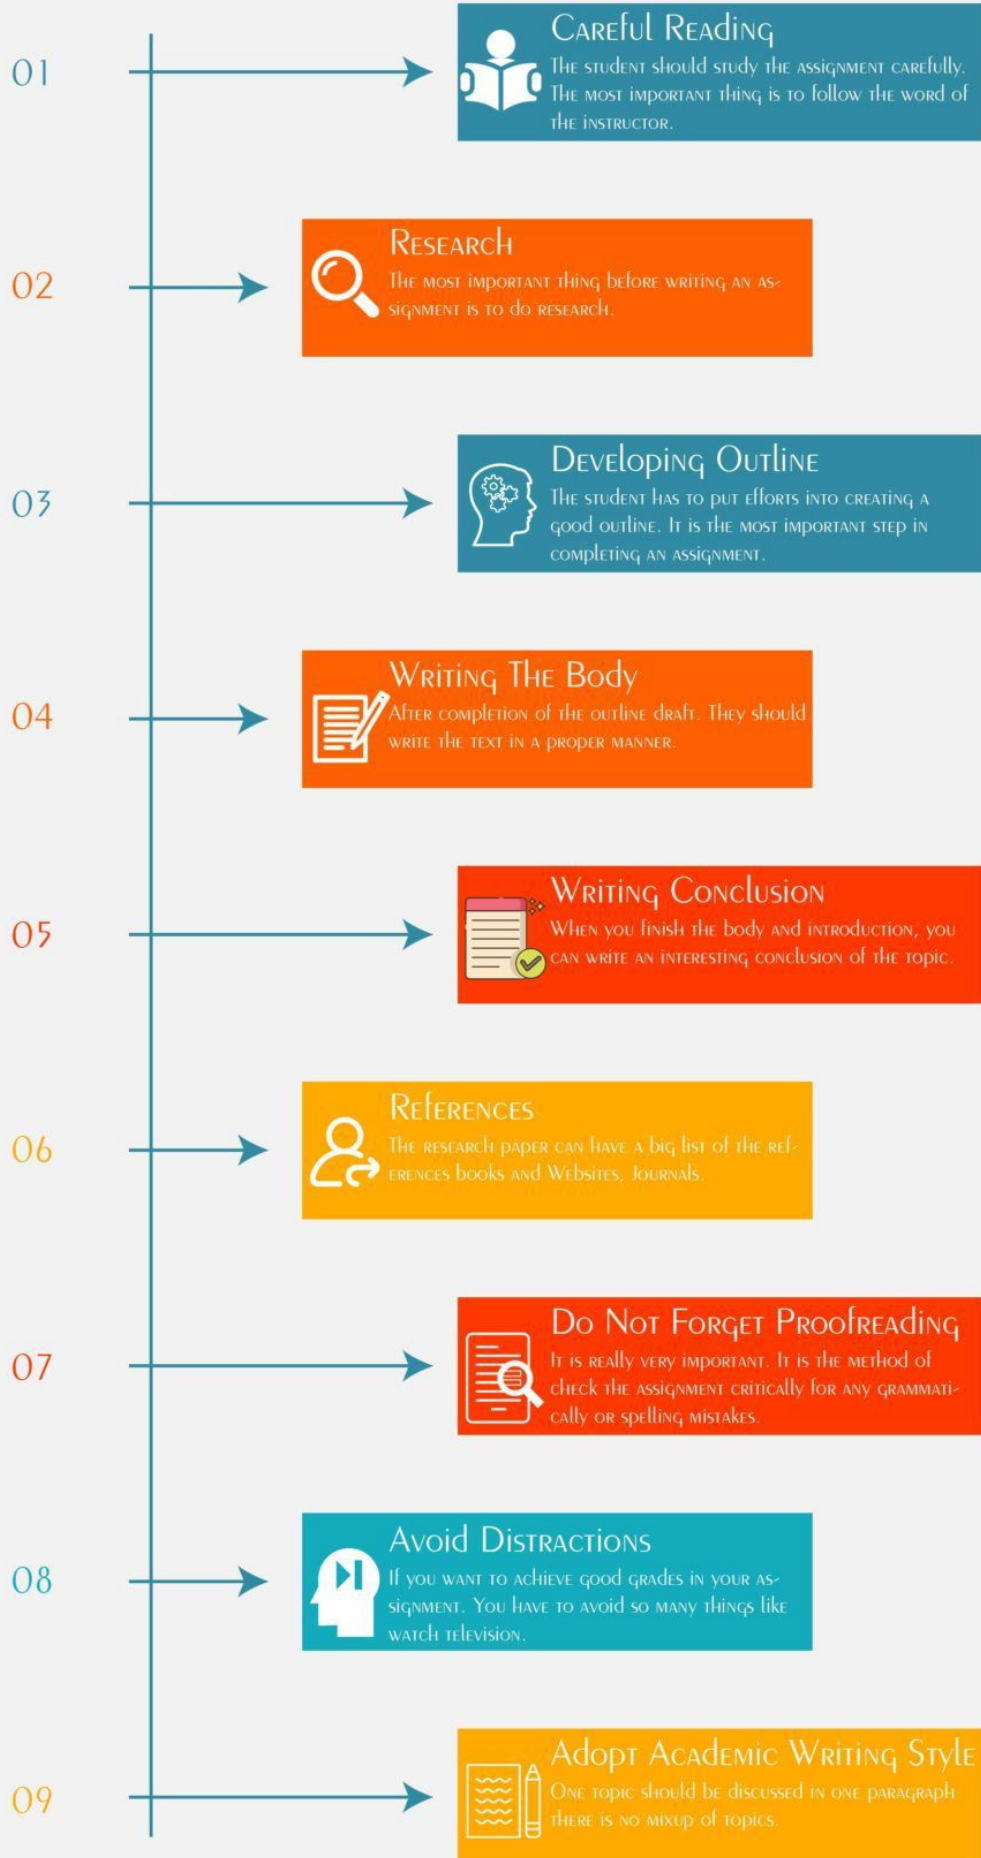 01
Careful Reading
The student should study the assignment carefully.
The most important thing is to follow the word of
the instructor.
02
Research
The most important thing before writing an as-
signment is to do research.
03
Developing Outline
The student has to put efforts into creating a
good outline. It is the most important step in
completing an assignment.
04
Writing The Body
After completion of the outline draft. They should
write the text in a proper manner.
05
Writing Conclusion
When you finish the body and introduction, you
can write an interesting conclusion of the topic.
06
References
The research paper can have a big list of the ref-
erences books and Websites, Journals.
07
Do Not Forget Proofreading
It is really very important. It is the method of
check the assignment critically for any grammati-
cally or spelling mistakes.
08
Avoid Distractions
If you want to achieve good grades in your as-
signment. You have to avoid so many things like
watch television.
09
Adopt Academic Writing Style
One topic should be discussed in one paragraph
there is no mixup of topics.